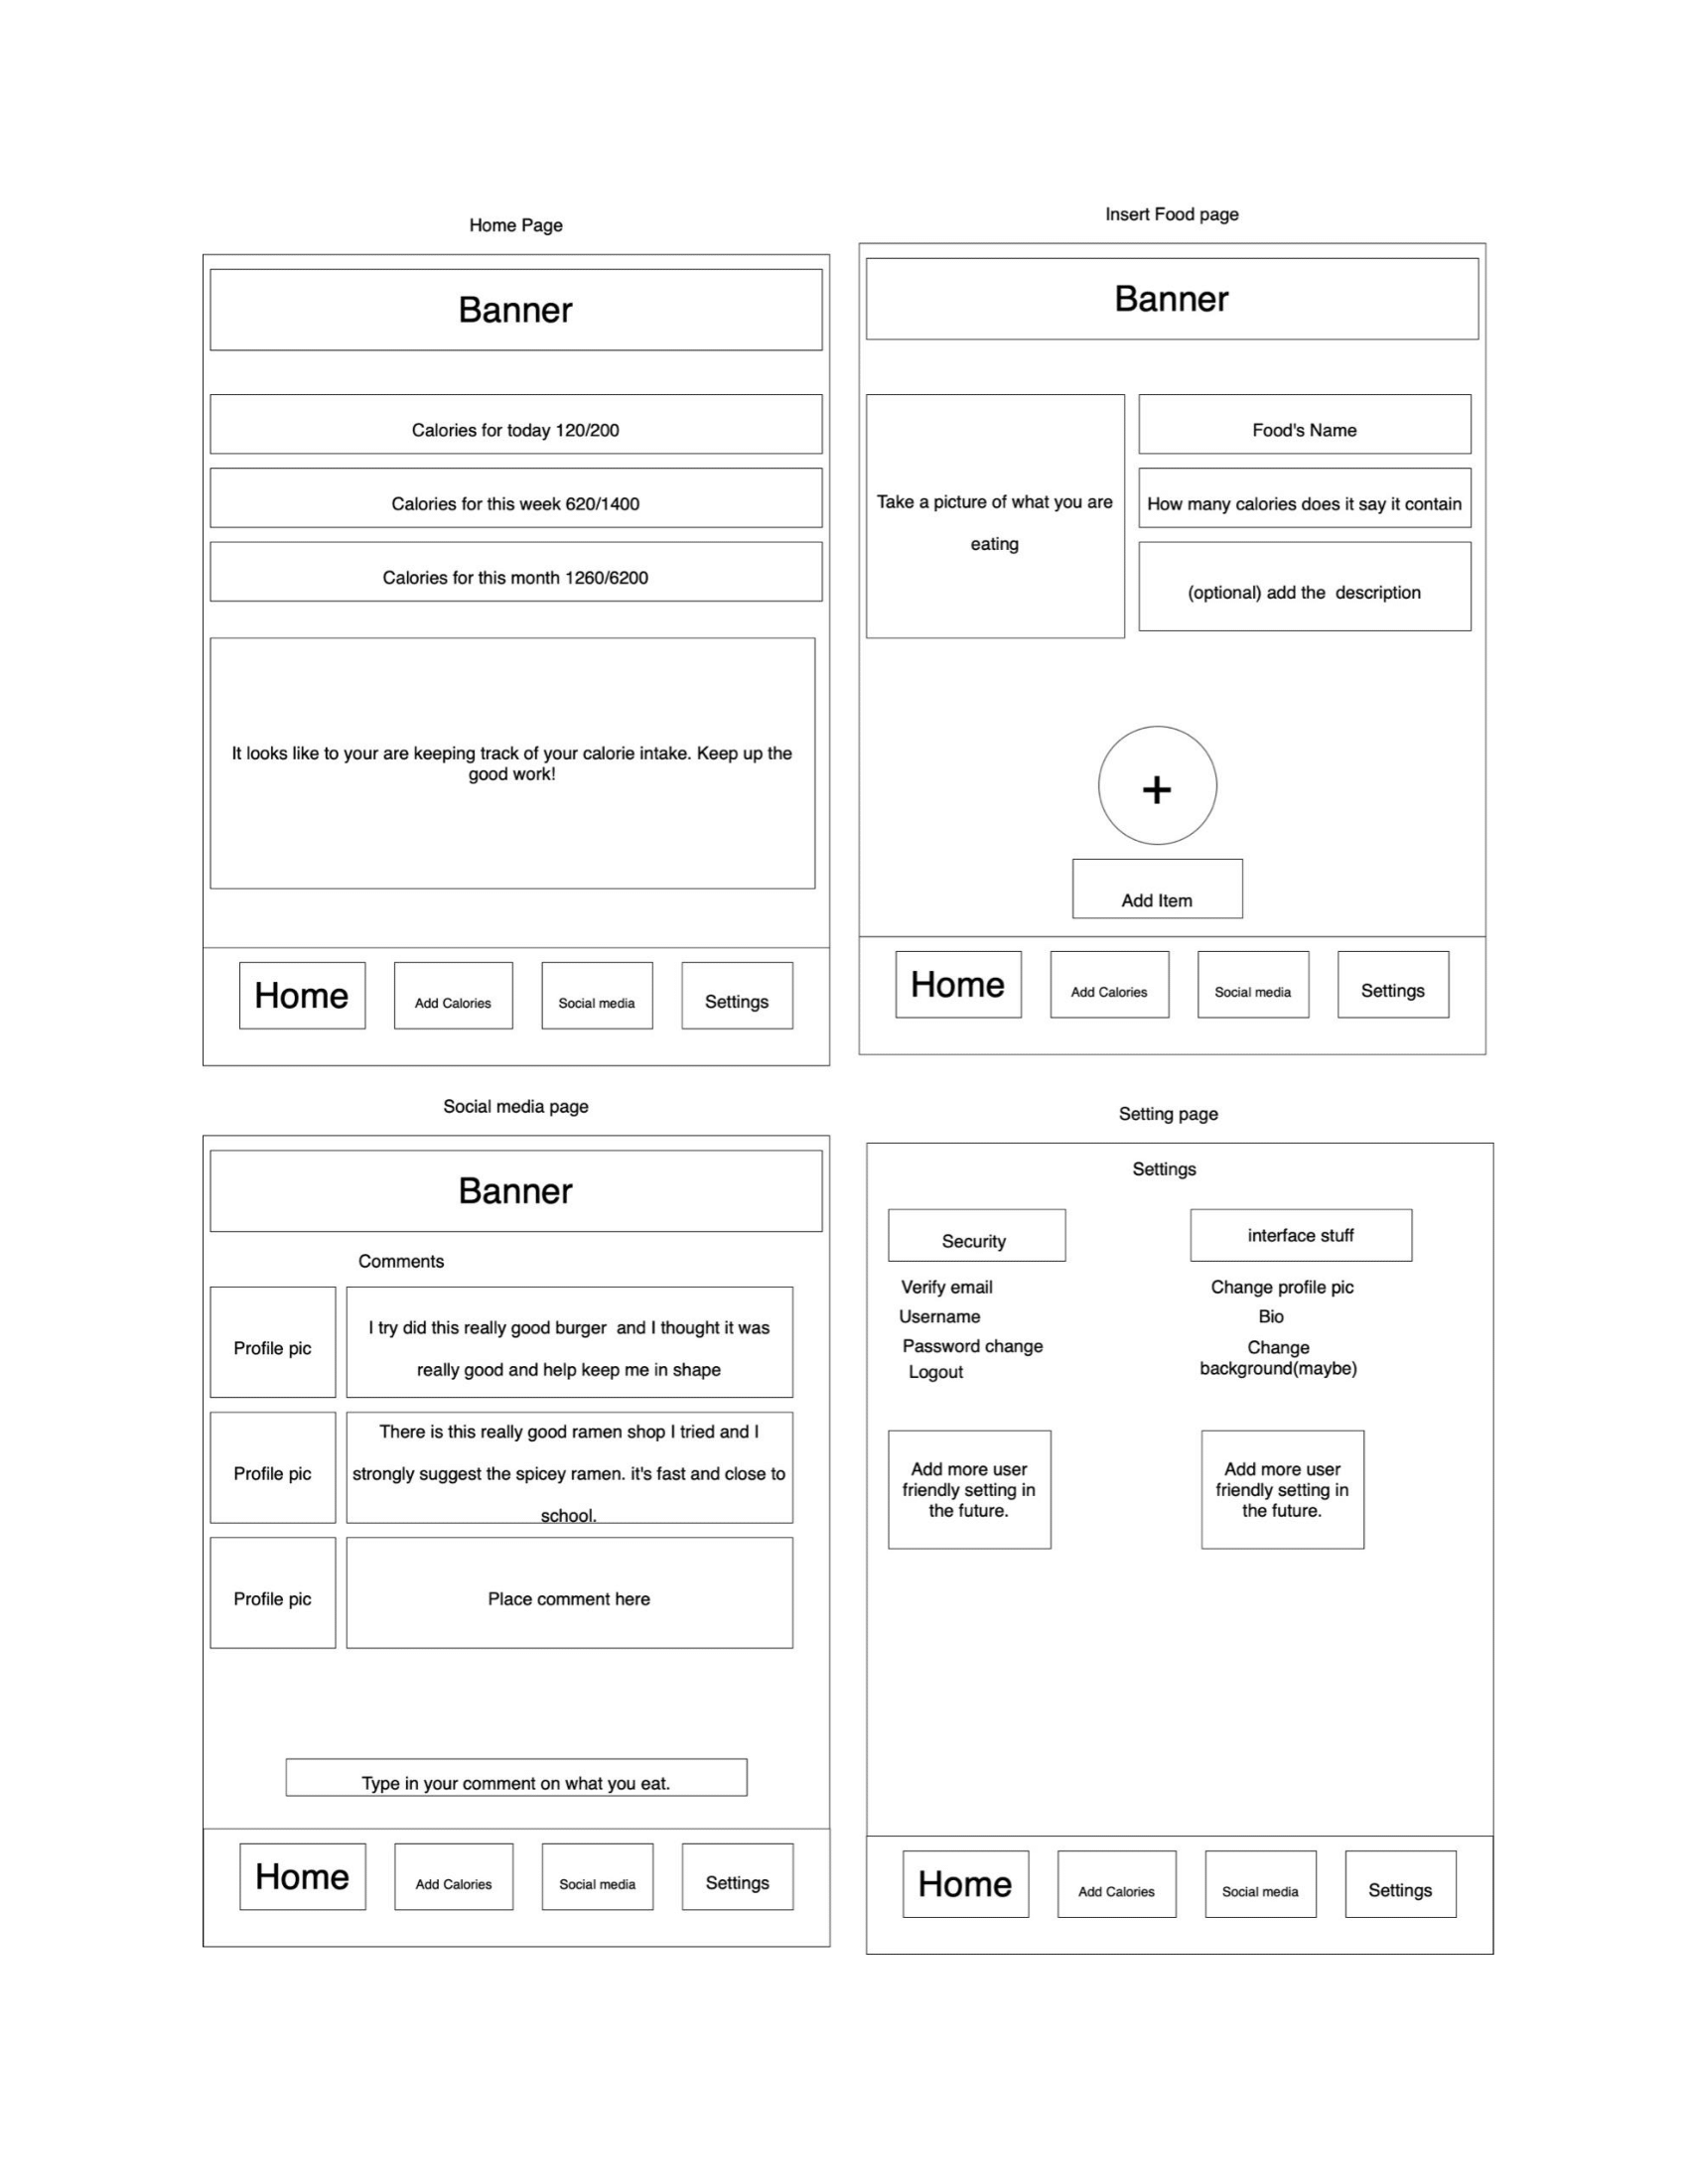 Home Page
Banner
Calories for today 120/200
Calories for this week 620/1400
Calories for this month 1260/6200
It looks like to your are keeping track of your calorie intake. Keep up the
good work!
Home
Add Calories
Social media
Settings
Insert Food page
Banner
Take a picture of what you are
eating
Food's Name
How many calories does it say it contain
(optional) add the  description
+
Add Item
Home
Add Calories
Social media
Settings
Social media page
Banner
Comments
Profile pic
I try did this really good burger  and I thought it was
really good and help keep me in shape
Profile pic
There is this really good ramen shop I tried and I
strongly suggest the spicey ramen. it's fast and close to
school.
Profile pic
Place comment here
Type in your comment on what you eat.
Home
Add Calories
Social media
Settings
Setting page
Settings
Security
Verify email
Username
Password change
Logout
Add more user
friendly setting in
the future.
interface stuff
Change profile pic
Bio
Change
background(maybe)
Add more user
friendly setting in
the future.
Home
Add Calories
Social media
Settings